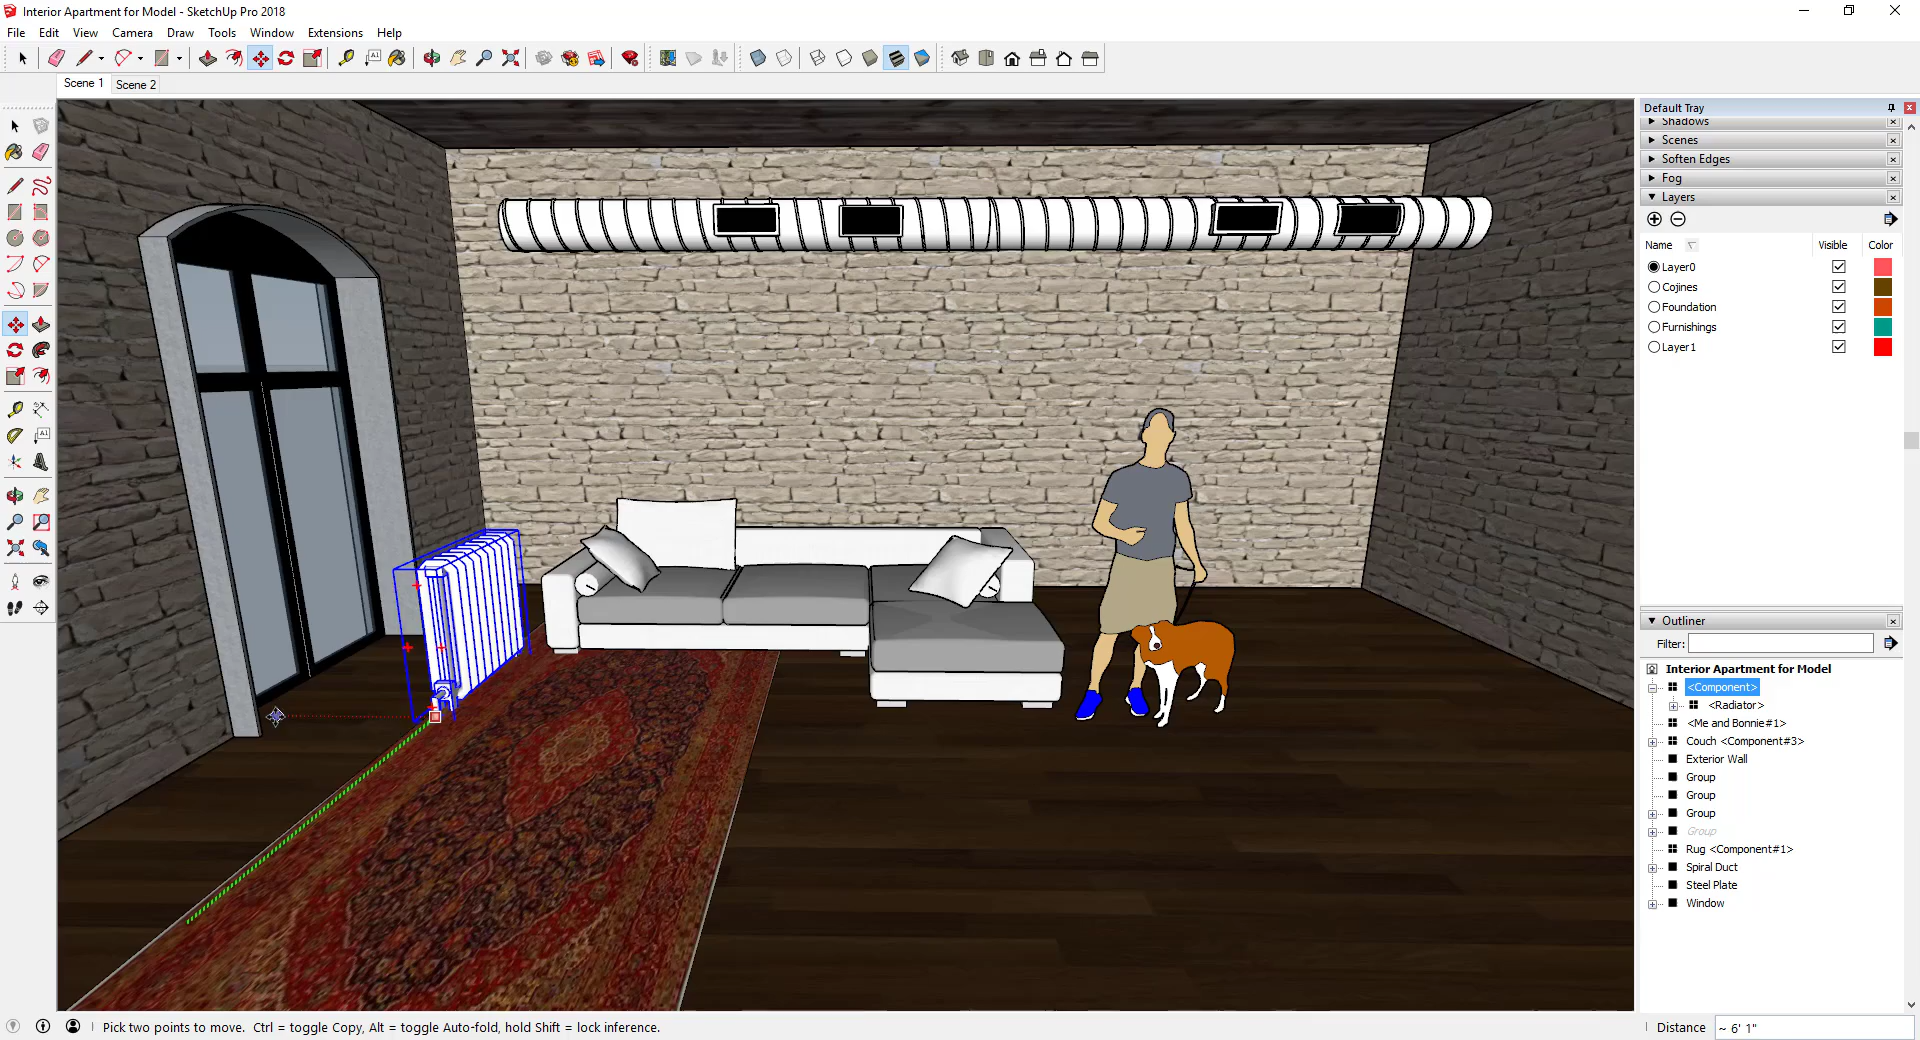 Interior Apartment for Model - SketchUp Pro 2018
File Edit View Camera Draw Tools Window Extensions Help
Scene 1 Scene 2
Default Tray
Shadows
Scenes
Soften Edges
Fog
Layers
Name Visible Color
Layer0
Cojines
Foundation
Furnishings
Layer1
Outliner
Filter:
Interior Apartment for Model
<Component>
<Radiator>
<Me and Bonnie#1>
Couch <Component#3>
Exterior Wall
Group
Group
Group
Group
Rug <Component#1>
Spiral Duct
Steel Plate
Window
Pick two points to move. Ctrl = toggle Copy, Alt = toggle Auto-fold, hold Shift = lock inference.
Distance ~ 6' 1"